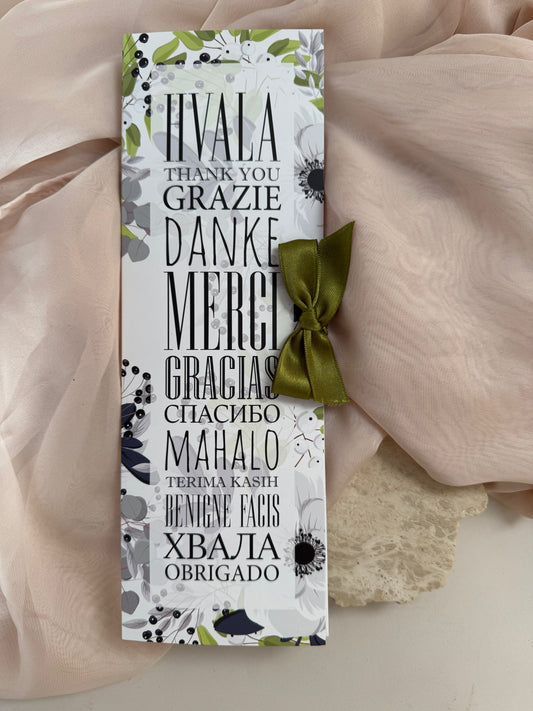 HVALA
THANK YOU
GRAZIE
DANKE
MERCI
GRACIAS
СПАСИБО
MAHALO
TERIMA KASIH
BENIGNE FACIS
ХВАЛА
OBRIGADO